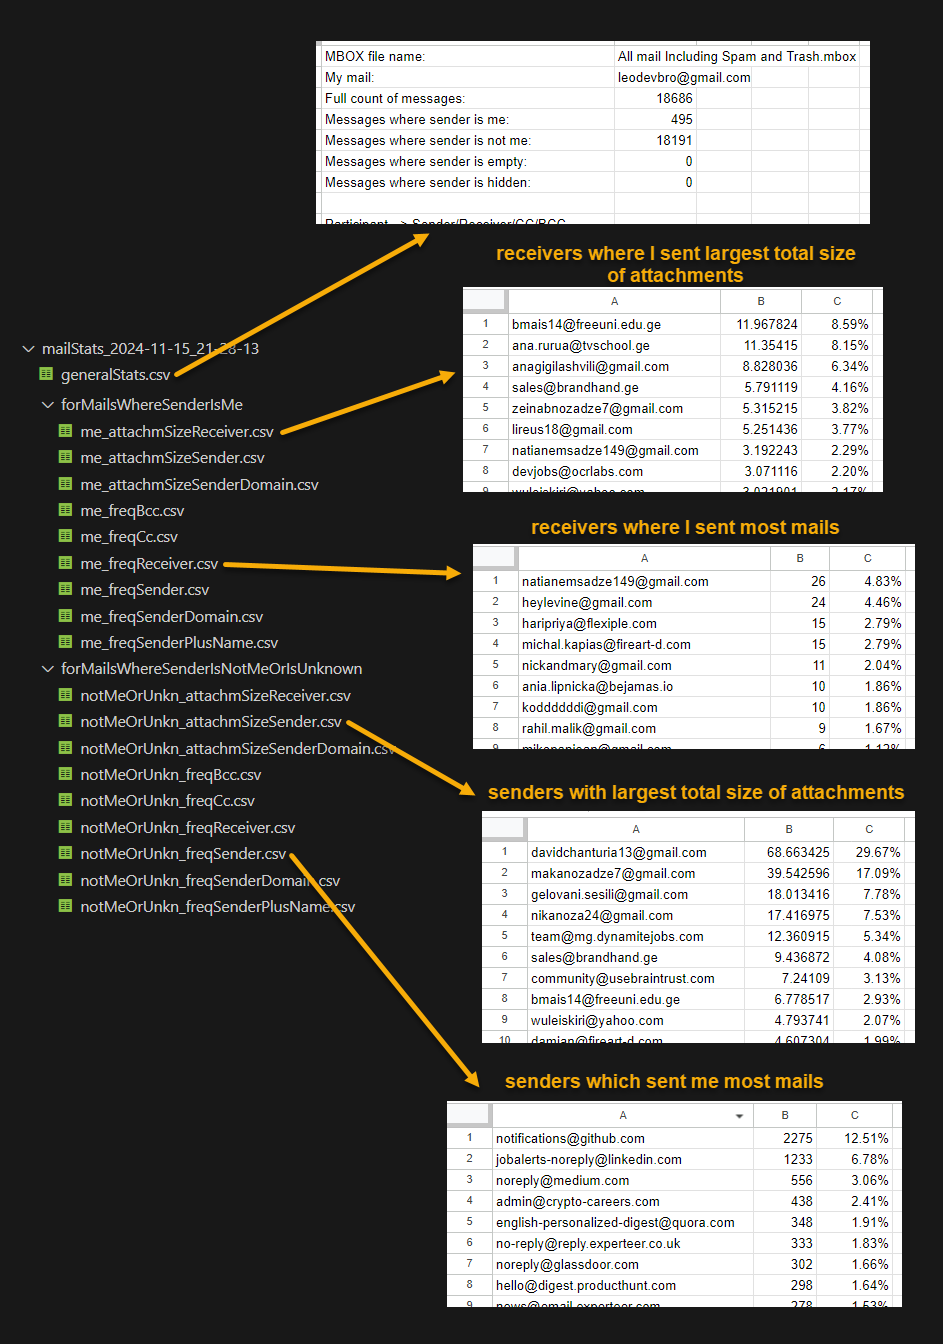 MBOX file name: All mail Including Spam and Trash.mbox
My mail: leodevbro@gmail.com
Full count of messages: 18686
Messages where sender is me: 495
Messages where sender is not me: 18191
Messages where sender is empty: 0
Messages where sender is hidden: 0
Participant --> Sender/Receiver/CC/BCC
receivers where I sent largest total size
of attachments
A B C
1 bmais14@freeuni.edu.ge 11.967824 8.59%
2 ana.rurua@tvschool.ge 11.35415 8.15%
3 anagigilashvili@gmail.com 8.828036 6.34%
4 sales@brandhand.ge 5.791119 4.16%
5 zeinabnozadze7@gmail.com 5.315215 3.82%
6 lireus18@gmail.com 5.251436 3.77%
7 natianemsadze149@gmail.com 3.192243 2.29%
8 devjobs@ocrlabs.com 3.071116 2.20%
9 wuleiskiri@yahoo.com 3.021901 2.17%
mailStats_2024-11-15_21-28-13
generalStats.csv
forMailsWhereSenderIsMe
me_attachmSizeReceiver.csv
me_attachmSizeSender.csv
me_attachmSizeSenderDomain.csv
me_freqBcc.csv
me_freqCc.csv
me_freqReceiver.csv
me_freqSender.csv
me_freqSenderDomain.csv
me_freqSenderPlusName.csv
forMailsWhereSenderIsNotMeOrIsUnknown
notMeOrUnkn_attachmSizeReceiver.csv
notMeOrUnkn_attachmSizeSender.csv
notMeOrUnkn_attachmSizeSenderDomain.csv
notMeOrUnkn_freqBcc.csv
notMeOrUnkn_freqCc.csv
notMeOrUnkn_freqReceiver.csv
notMeOrUnkn_freqSender.csv
notMeOrUnkn_freqSenderDomain.csv
notMeOrUnkn_freqSenderPlusName.csv
receivers where I sent most mails
A B C
1 natianemsadze149@gmail.com 26 4.83%
2 heylevine@gmail.com 24 4.46%
3 haripriya@flexiple.com 15 2.79%
4 michal.kapias@fireart-d.com 15 2.79%
5 nickandmary@gmail.com 11 2.04%
6 ania.lipnicka@bejamas.io 10 1.86%
7 koddddddi@gmail.com 10 1.86%
8 rahil.malik@gmail.com 9 1.67%
9 6 1.12%
senders with largest total size of attachments
A B C
1 davidchanturia13@gmail.com 68.663425 29.67%
2 makanozadze7@gmail.com 39.542596 17.09%
3 gelovani.sesili@gmail.com 18.013416 7.78%
4 nikanoza24@gmail.com 17.416975 7.53%
5 team@mg.dynamitejobs.com 12.360915 5.34%
6 sales@brandhand.ge 9.436872 4.08%
7 community@usebraintrust.com 7.24109 3.13%
8 bmais14@freeuni.edu.ge 6.778517 2.93%
9 wuleiskiri@yahoo.com 4.793741 2.07%
10 damian@fireart-d.com 4.607304 1.99%
senders which sent me most mails
A B C
1 notifications@github.com 2275 12.51%
2 jobalerts-noreply@linkedin.com 1233 6.78%
3 noreply@medium.com 556 3.06%
4 admin@crypto-careers.com 438 2.41%
5 english-personalized-digest@quora.com 348 1.91%
6 no-reply@reply.experteer.co.uk 333 1.83%
7 noreply@glassdoor.com 302 1.66%
8 hello@digest.producthunt.com 298 1.64%
9 news@email.experteer.com 278 1.53%